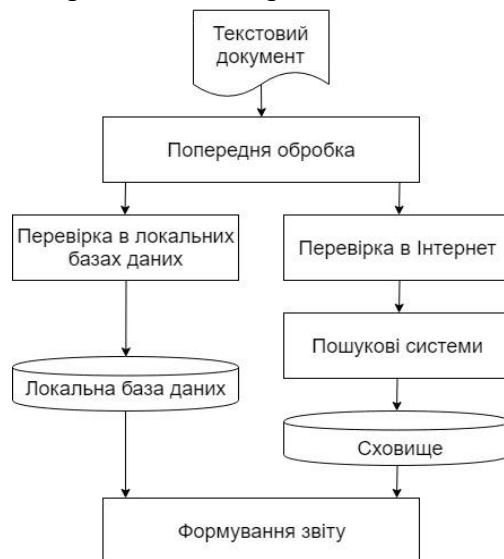 Текстовий
документ
Попередня обробка
Перевірка в локальних
базах даних
Перевірка в Інтернет
Пошукові системи
Локальна база даних
Сховище
Формування звіту